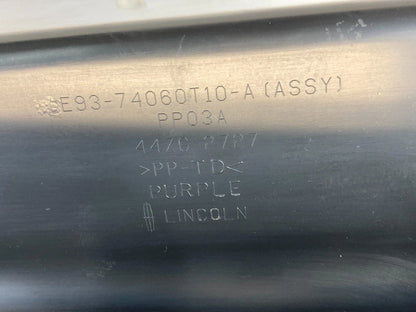 E93-74060T10-A (ASSY)
PP03A
>PP-TD<
PURPLE
LINCOLN